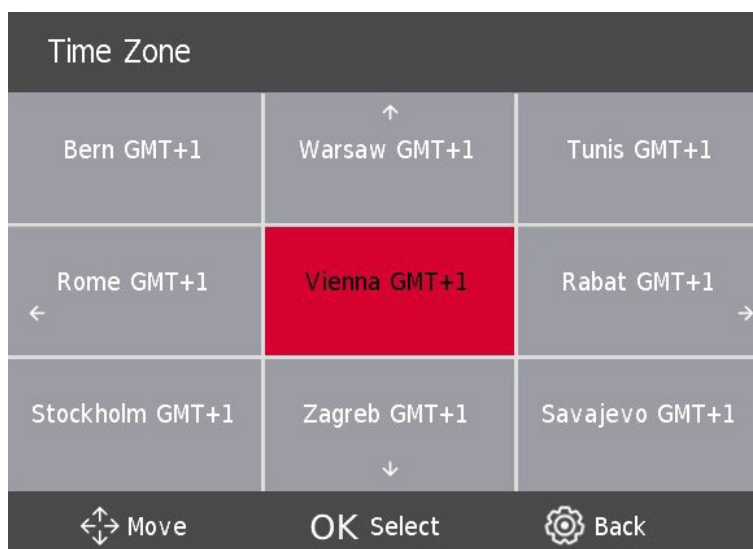 Time Zone
Bern GMT+1
Warsaw GMT+1
Tunis GMT+1
Rome GMT+1
Vienna GMT+1
Rabat GMT+1
Stockholm GMT+1
Zagreb GMT+1
Savajevo GMT+1
Move
OK Select
Back